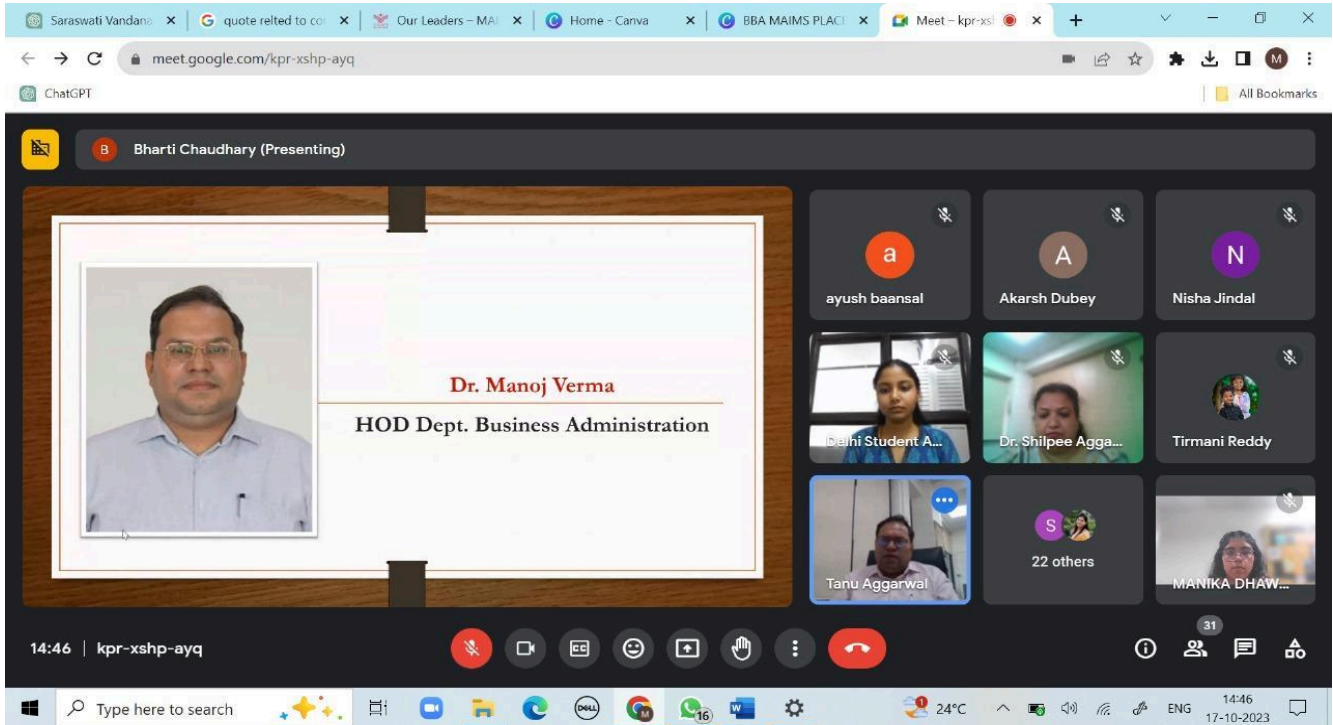 Saraswati Vandana
quote relted to co
Our Leaders – MA
Home - Canva
BBA MAIMS PLAC
Meet – kpr-xs
meet.google.com/kpr-xshp-ayq
M
ChatGPT
All Bookmarks
B
Bharti Chaudhary (Presenting)
Dr. Manoj Verma
HOD Dept. Business Administration
a
ayush baansal
A
Akarsh Dubey
N
Nisha Jindal
Delhi Student A...
Dr. Shilpee Agga...
Tirmani Reddy
Tanu Aggarwal
S
22 others
MANIKA DHAW...
14:46 | kpr-xshp-ayq
CC
31
Type here to search
DELL
16
W
24°C
ENG
14:46
17-10-2023